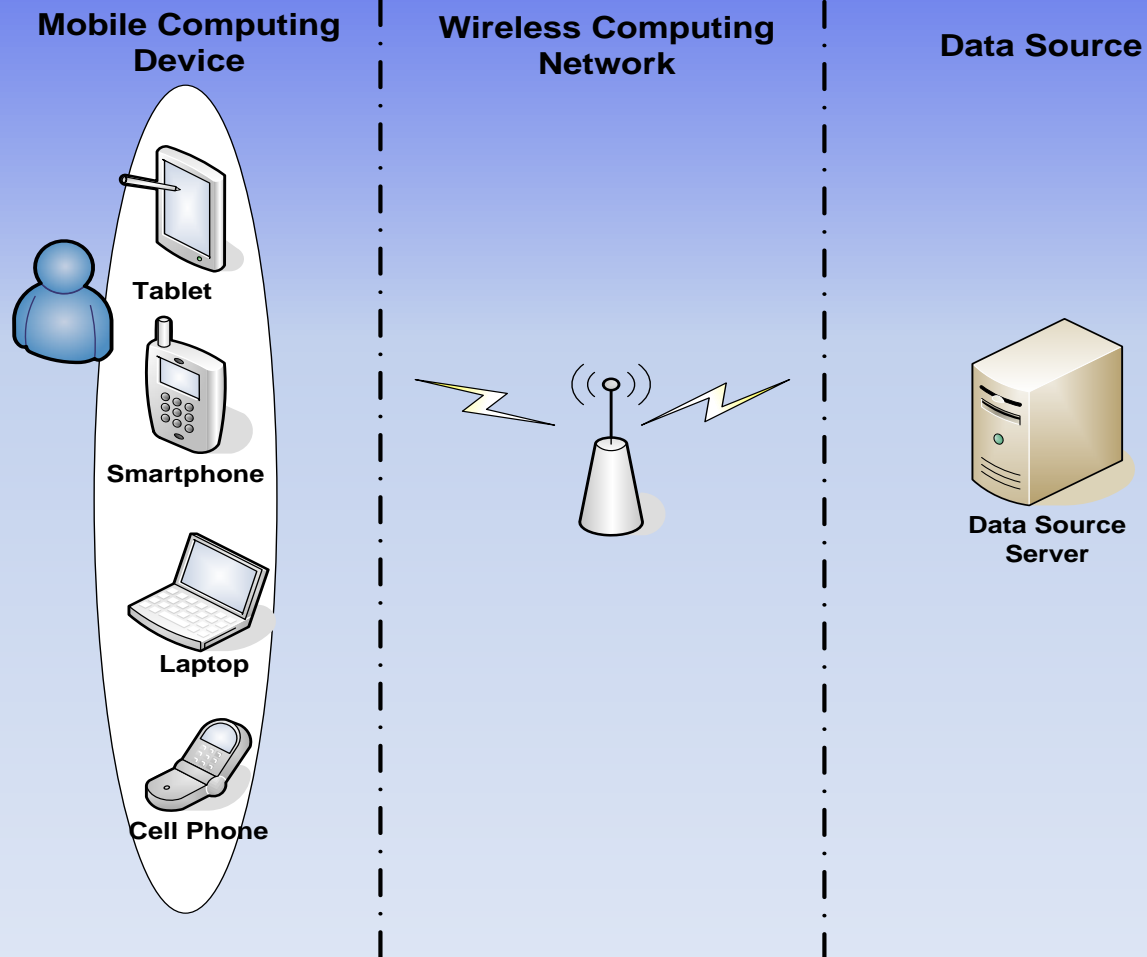 Mobile Computing
Device
Wireless Computing
Network
Data Source
Tablet
Smartphone
Laptop
Cell Phone
Data Source
Server